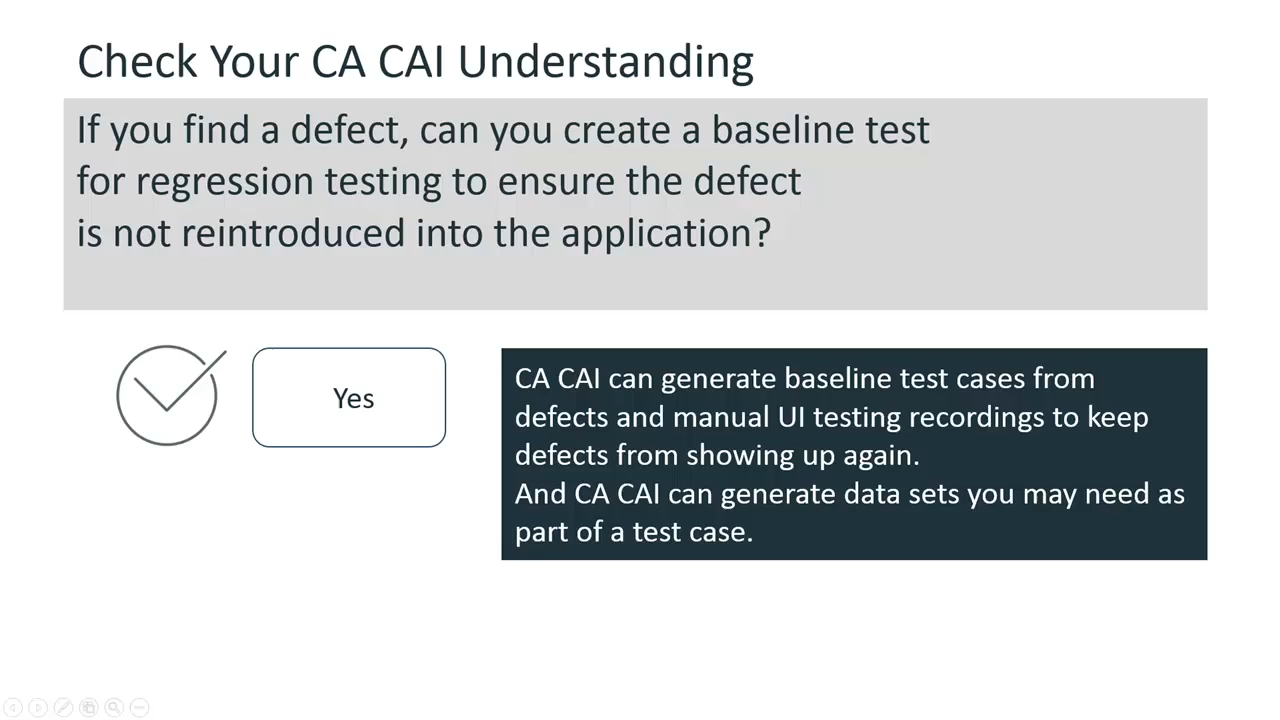 Check Your CA CAI Understanding
If you find a defect, can you create a baseline test
for regression testing to ensure the defect
is not reintroduced into the application?
Yes
CA CAI can generate baseline test cases from
defects and manual UI testing recordings to keep
defects from showing up again.
And CA CAI can generate data sets you may need as
part of a test case.